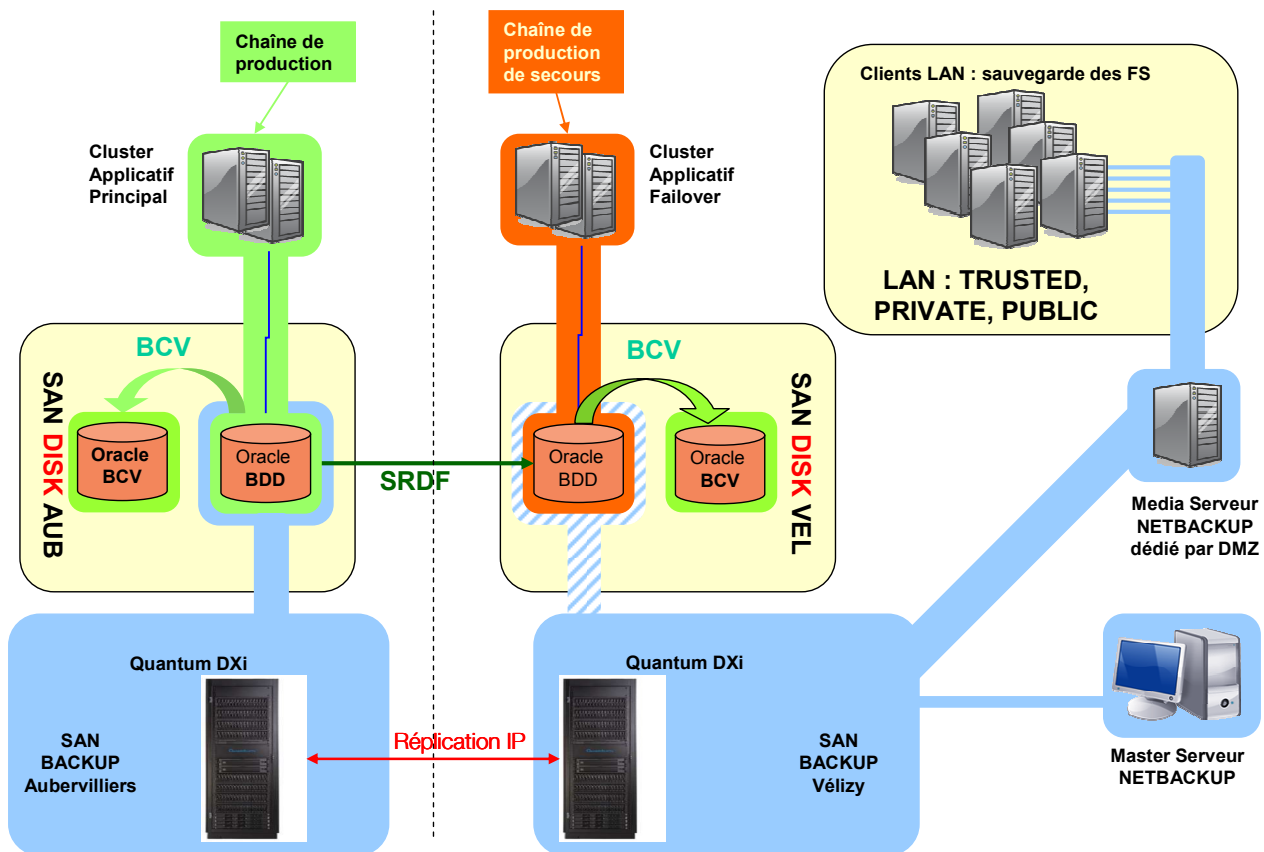 Chaîne de
production
Chaîne de
production
de secours
Clients LAN : sauvegarde des FS
Cluster
Applicatif
Principal
Cluster
Applicatif
Failover
LAN : TRUSTED,
PRIVATE, PUBLIC
BCV
BCV
SAN DISK AUB
SAN DISK VEL
Oracle
BCV
Oracle
BDD
SRDF
Oracle
BDD
Oracle
BCV
Media Serveur
NETBACKUP
dédié par DMZ
Quantum DXi
Quantum DXi
Réplication IP
SAN
BACKUP
Aubervilliers
SAN
BACKUP
Vélizy
Master Serveur
NETBACKUP